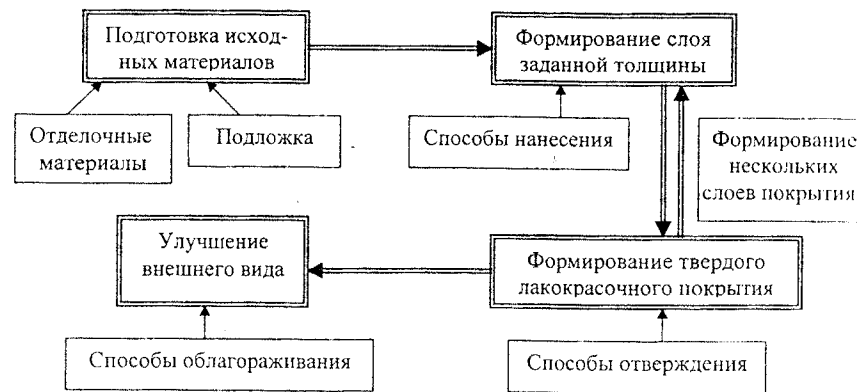 Подготовка исход-
ных материалов
Формирование слоя
заданной толщины
Отделочные
материалы
Подложка
Способы нанесения
Формирование
нескольких
слоев покрытия
Улучшение
внешнего вида
Формирование твердого
лакокрасочного покрытия
Способы облагораживания
Способы отверждения